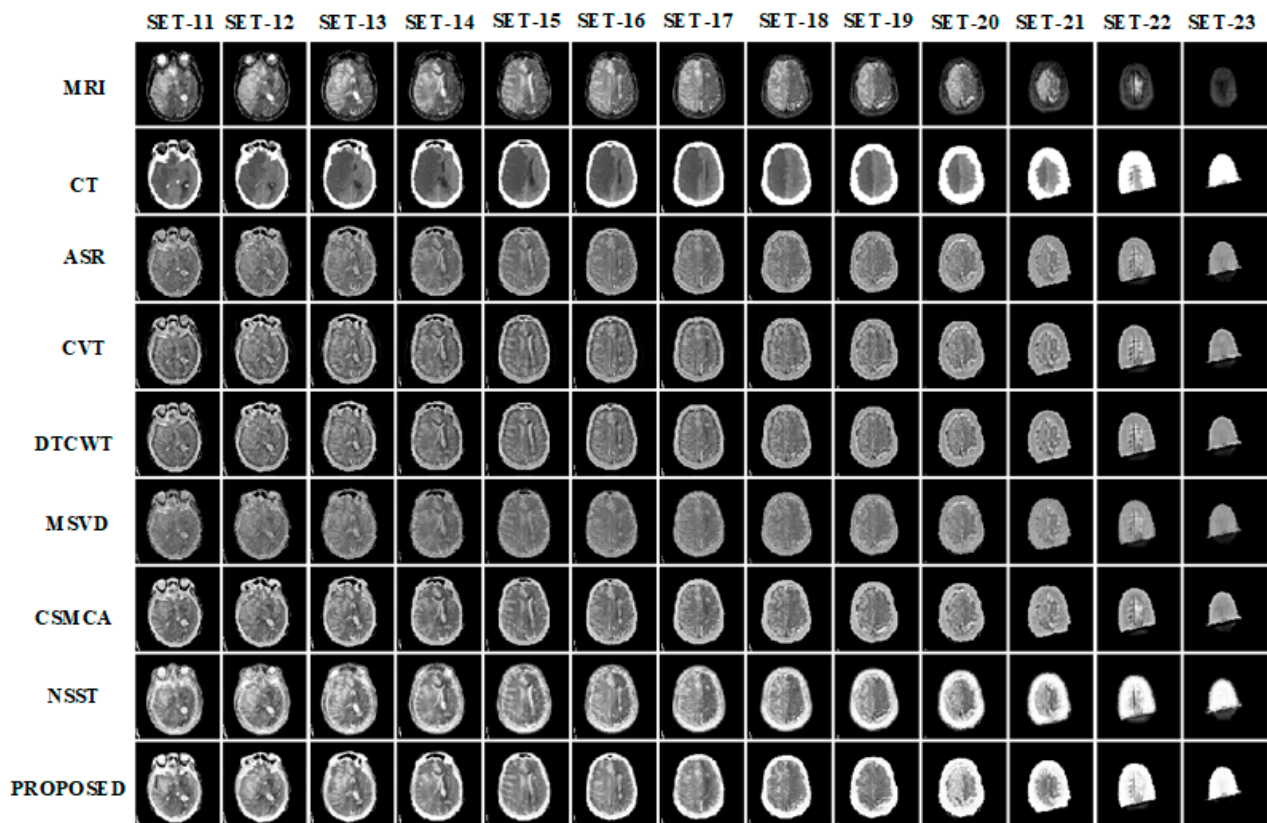 SET-11 SET-12 SET-13 SET-14 SET-15 SET-16 SET-17 SET-18 SET-19 SET-20 SET-21 SET-22 SET-23
MRI
CT
ASR
CVT
DTCWT
MSVD
CSMCA
NSST
PROPOSED